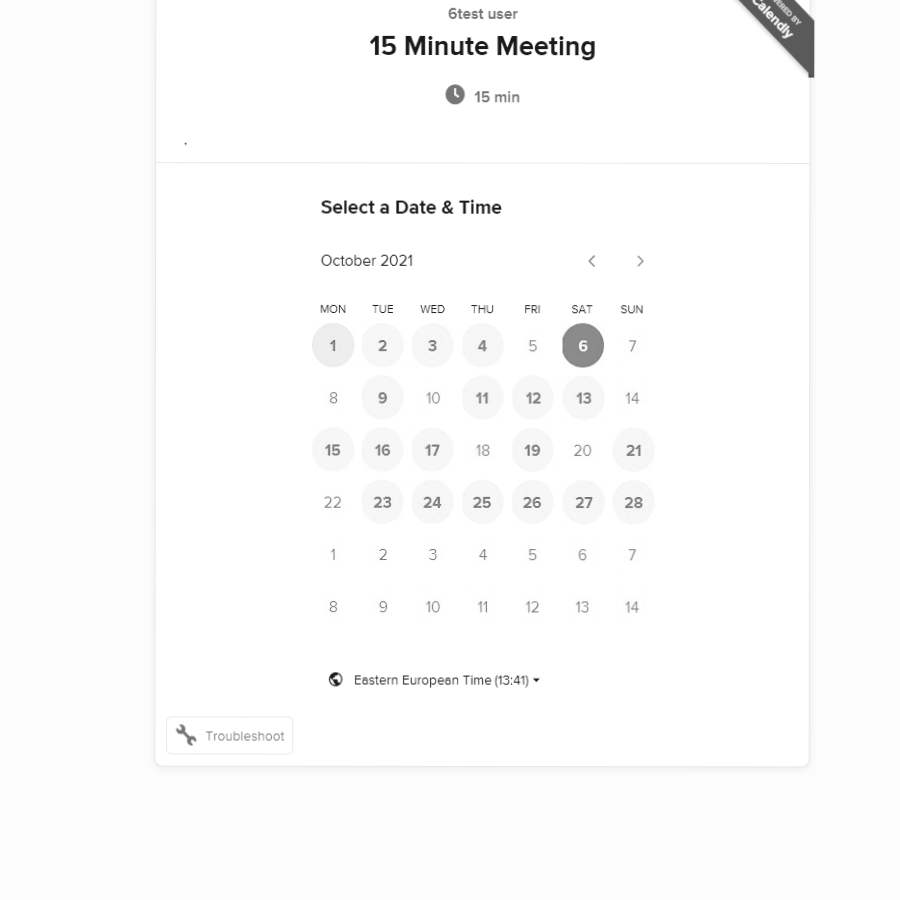 6test user
POWERED BY
Calendly
15 Minute Meeting
15 min
.
Select a Date & Time
October 2021
MON TUE WED THU FRI SAT SUN
1 2 3 4 5 6 7
8 9 10 11 12 13 14
15 16 17 18 19 20 21
22 23 24 25 26 27 28
1 2 3 4 5 6 7
8 9 10 11 12 13 14
Eastern European Time (13:41)
Troubleshoot